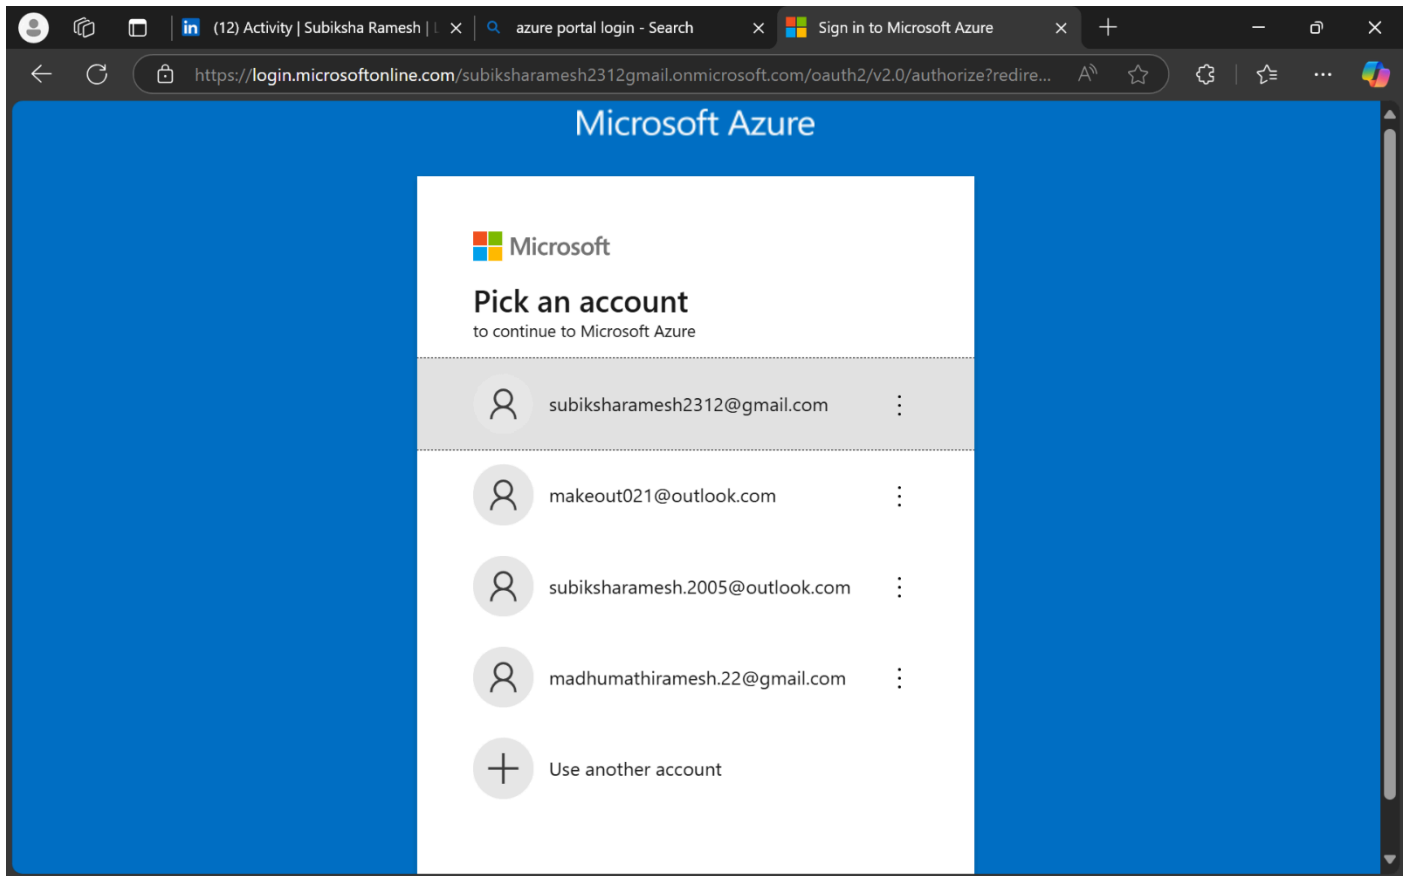 (12) Activity | Subiksha Ramesh |
azure portal login - Search
Sign in to Microsoft Azure
https://login.microsoftonline.com/subiksharamesh2312gmail.onmicrosoft.com/oauth2/v2.0/authorize?redire...
Microsoft Azure
Microsoft
Pick an account
to continue to Microsoft Azure
subiksharamesh2312@gmail.com
makeout021@outlook.com
subiksharamesh.2005@outlook.com
madhumathiramesh.22@gmail.com
Use another account